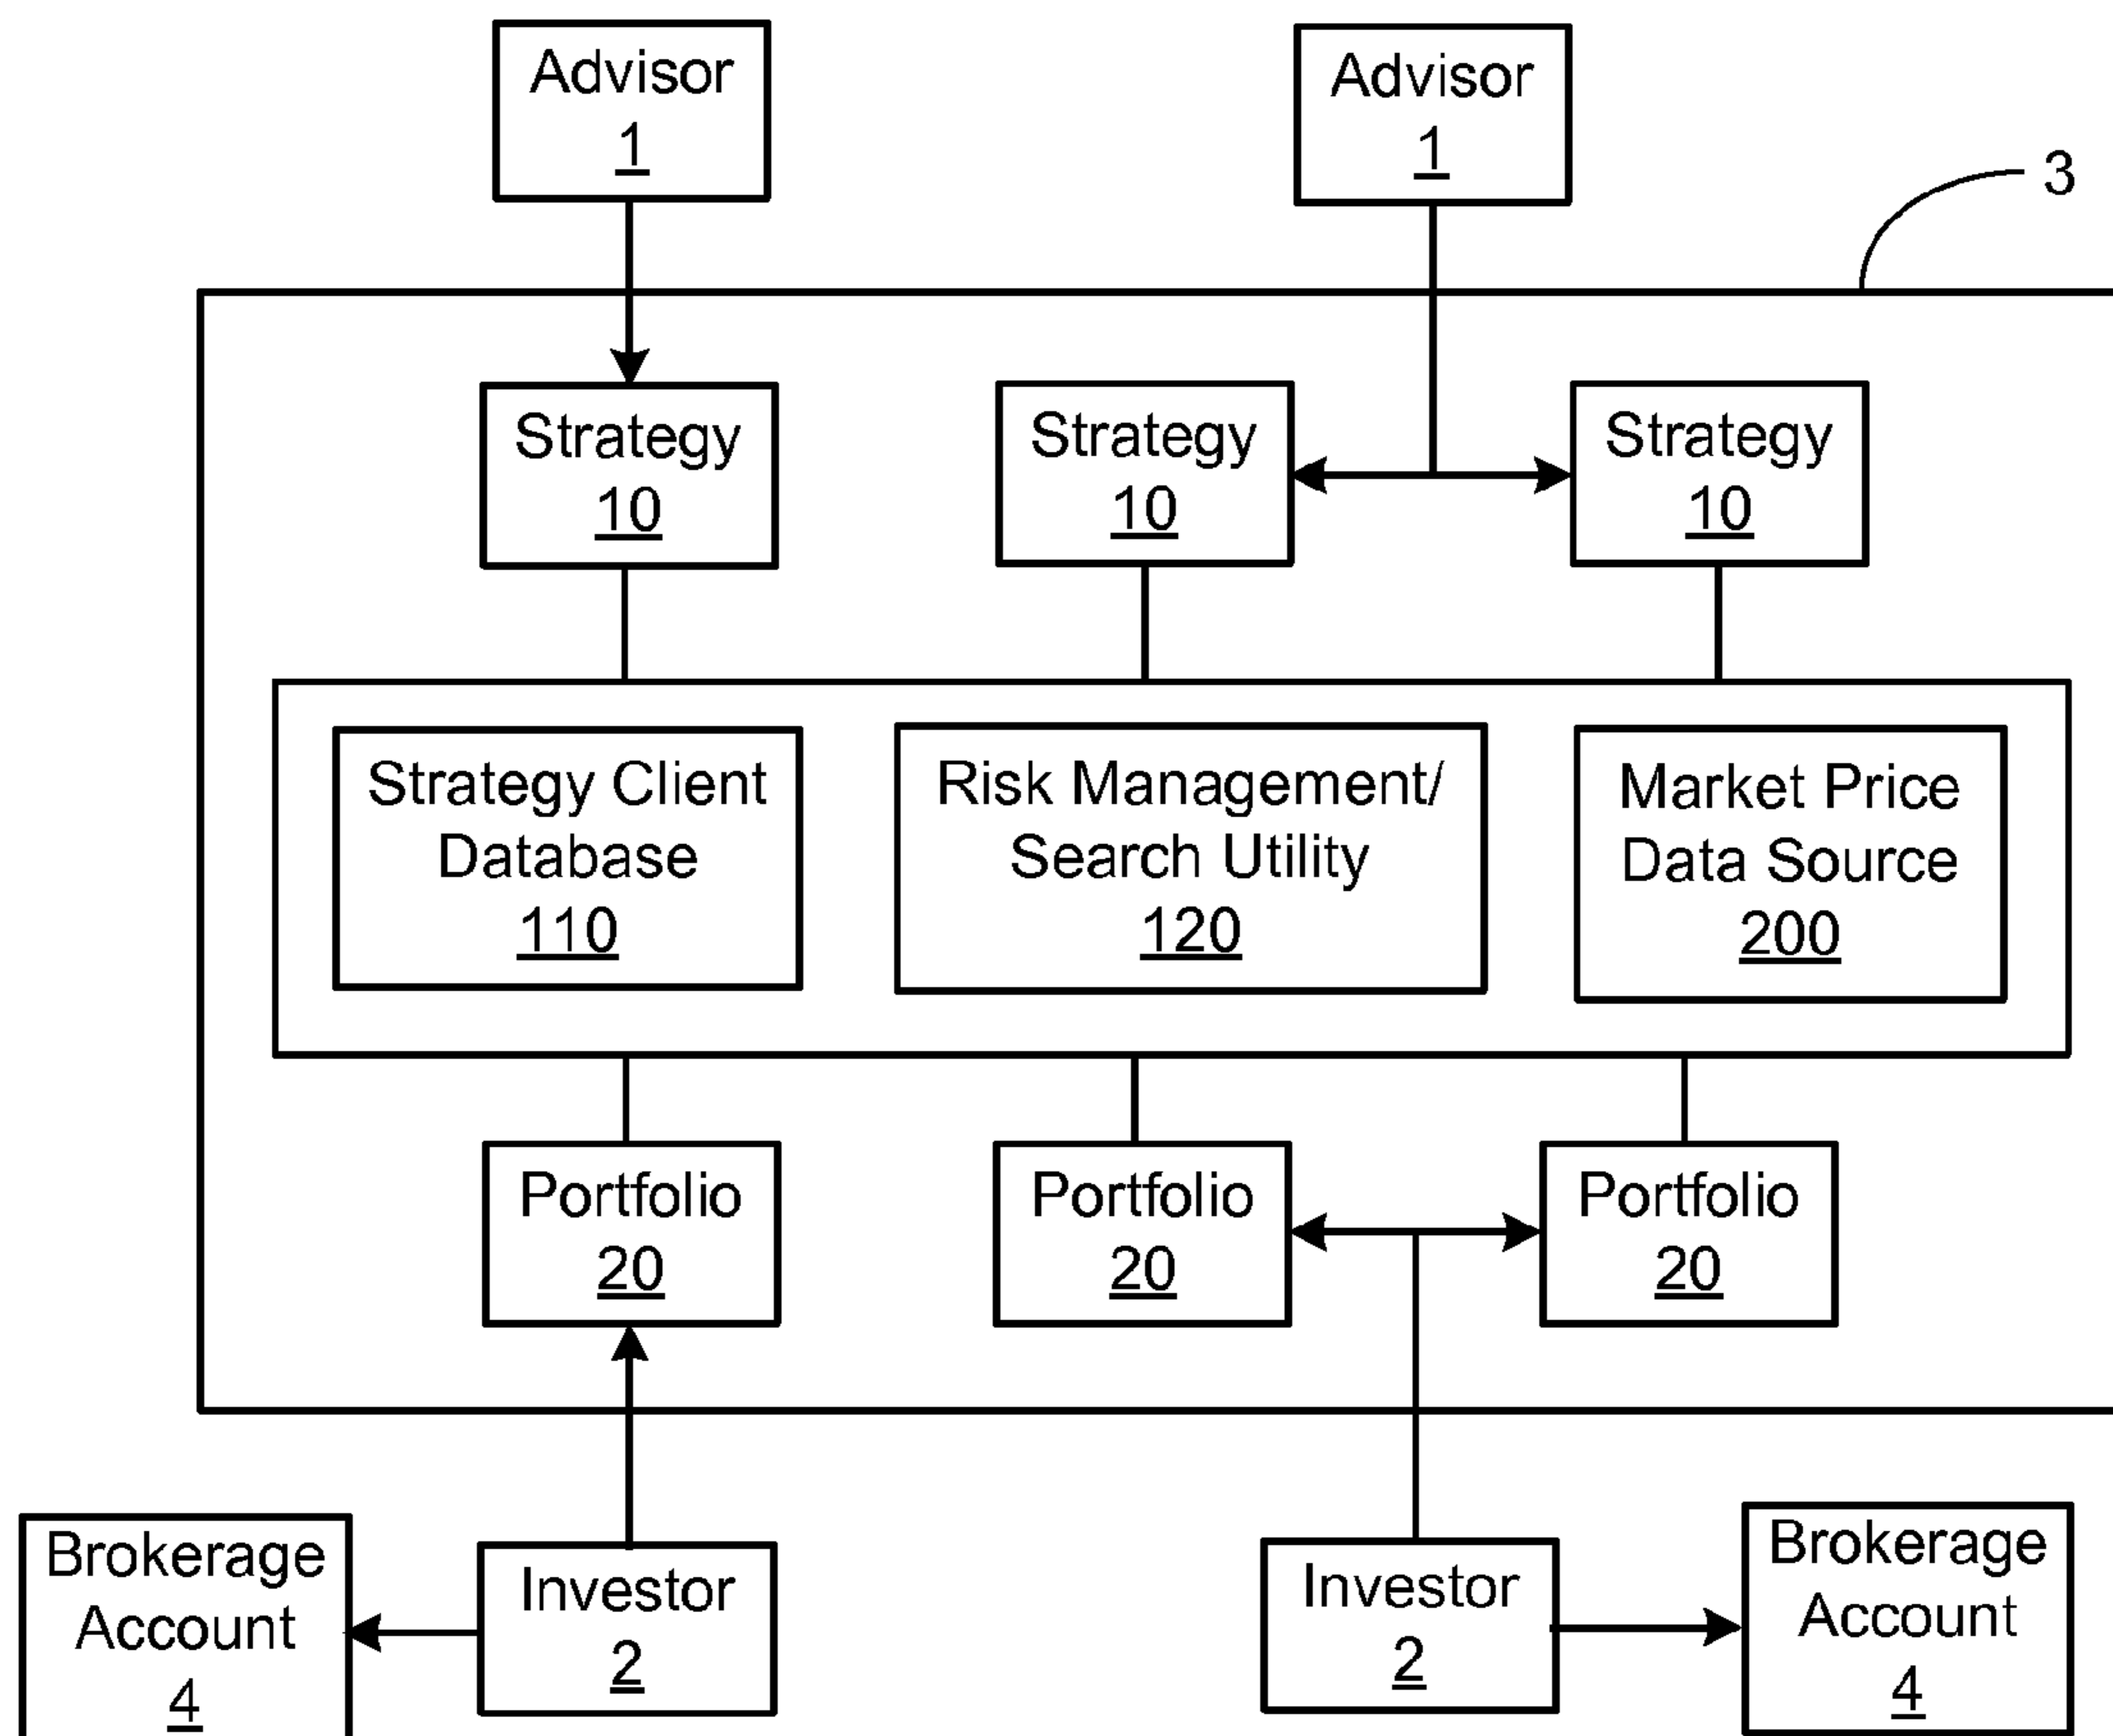 Advisor
1
Advisor
1
3
Strategy
10
Strategy
10
Strategy
10
Strategy Client
Database
110
Risk Management/
Search Utility
120
Market Price
Data Source
200
Portfolio
20
Portfolio
20
Portfolio
20
Brokerage
Account
4
Investor
2
Investor
2
Brokerage
Account
4